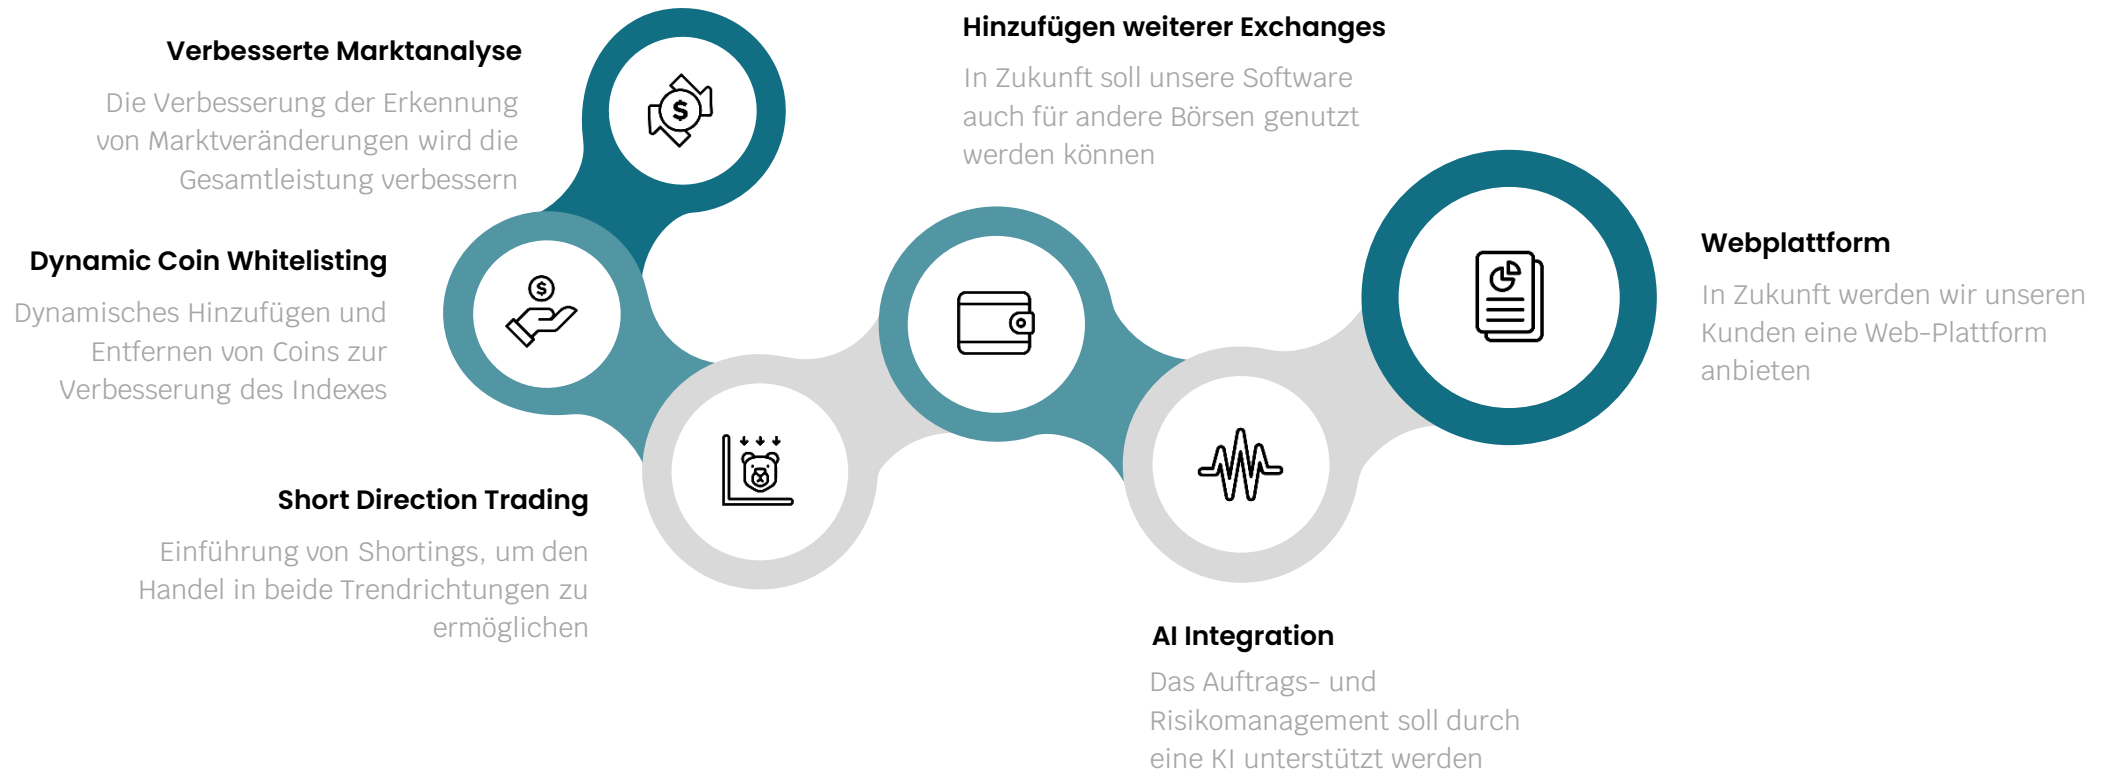 Verbesserte Marktanalyse
Die Verbesserung der Erkennung
von Marktveränderungen wird die
Gesamtleistung verbessern
Dynamic Coin Whitelisting
Dynamisches Hinzufügen und
Entfernen von Coins zur
Verbesserung des Indexes
Short Direction Trading
Einführung von Shortings, um den
Handel in beide Trendrichtungen zu
ermöglichen
Hinzufügen weiterer Exchanges
In Zukunft soll unsere Software
auch für andere Börsen genutzt
werden können
AI Integration
Das Auftrags- und
Risikomanagement soll durch
eine KI unterstützt werden
Webplattform
In Zukunft werden wir unseren
Kunden eine Web-Plattform
anbieten
$
$